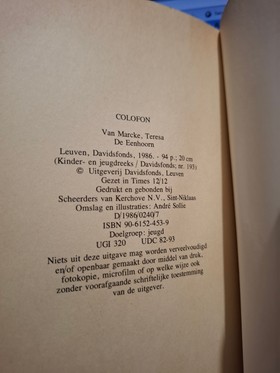 COLOFON
Van Marcke, Teresa
De Eenhoorn
Leuven, Davidsfonds, 1986. - 94 p.; 20 cm
(Kinder- en jeugdreeks / Davidsfonds; nr. 195)
© Uitgeverij Davidsfonds, Leuven
Gezet in Times 12/12
Gedrukt en gebonden bij
Scheerders van Kerchove N.V., Sint-Niklaas
Omslag en illustraties: André Sollie
D/1986/0240/7
ISBN 90-6152-453-9
Doelgroep: jeugd
UGI 320 UDC 82-93
Niets uit deze uitgave mag worden verveelvoudigd
en/of openbaar gemaakt door middel van druk,
fotokopie, microfilm of op welke wijze ook
zonder voorafgaande schriftelijke toestemming
van de uitgever.